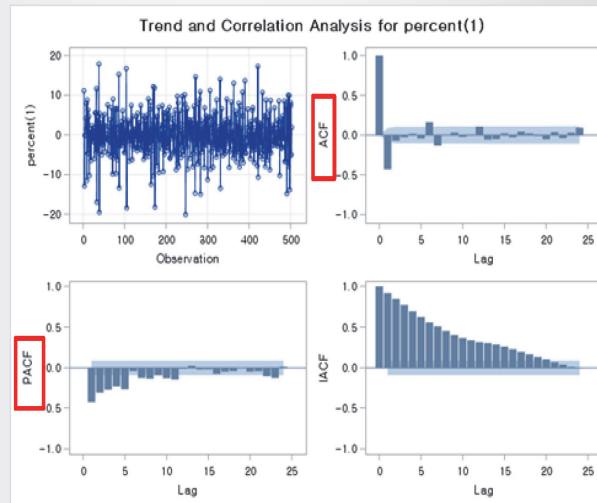 Trend and Correlation Analysis for percent(1)
20
10
0
-10
-20
percent(1)
0 100 200 300 400 500
Observation
1.0
0.5
0.0
-0.5
-1.0
ACF
0 5 10 15 20 25
Lag
1.0
0.5
0.0
-0.5
-1.0
PACF
0 5 10 15 20 25
Lag
1.0
0.5
0.0
-0.5
-1.0
IACF
0 5 10 15 20 25
Lag